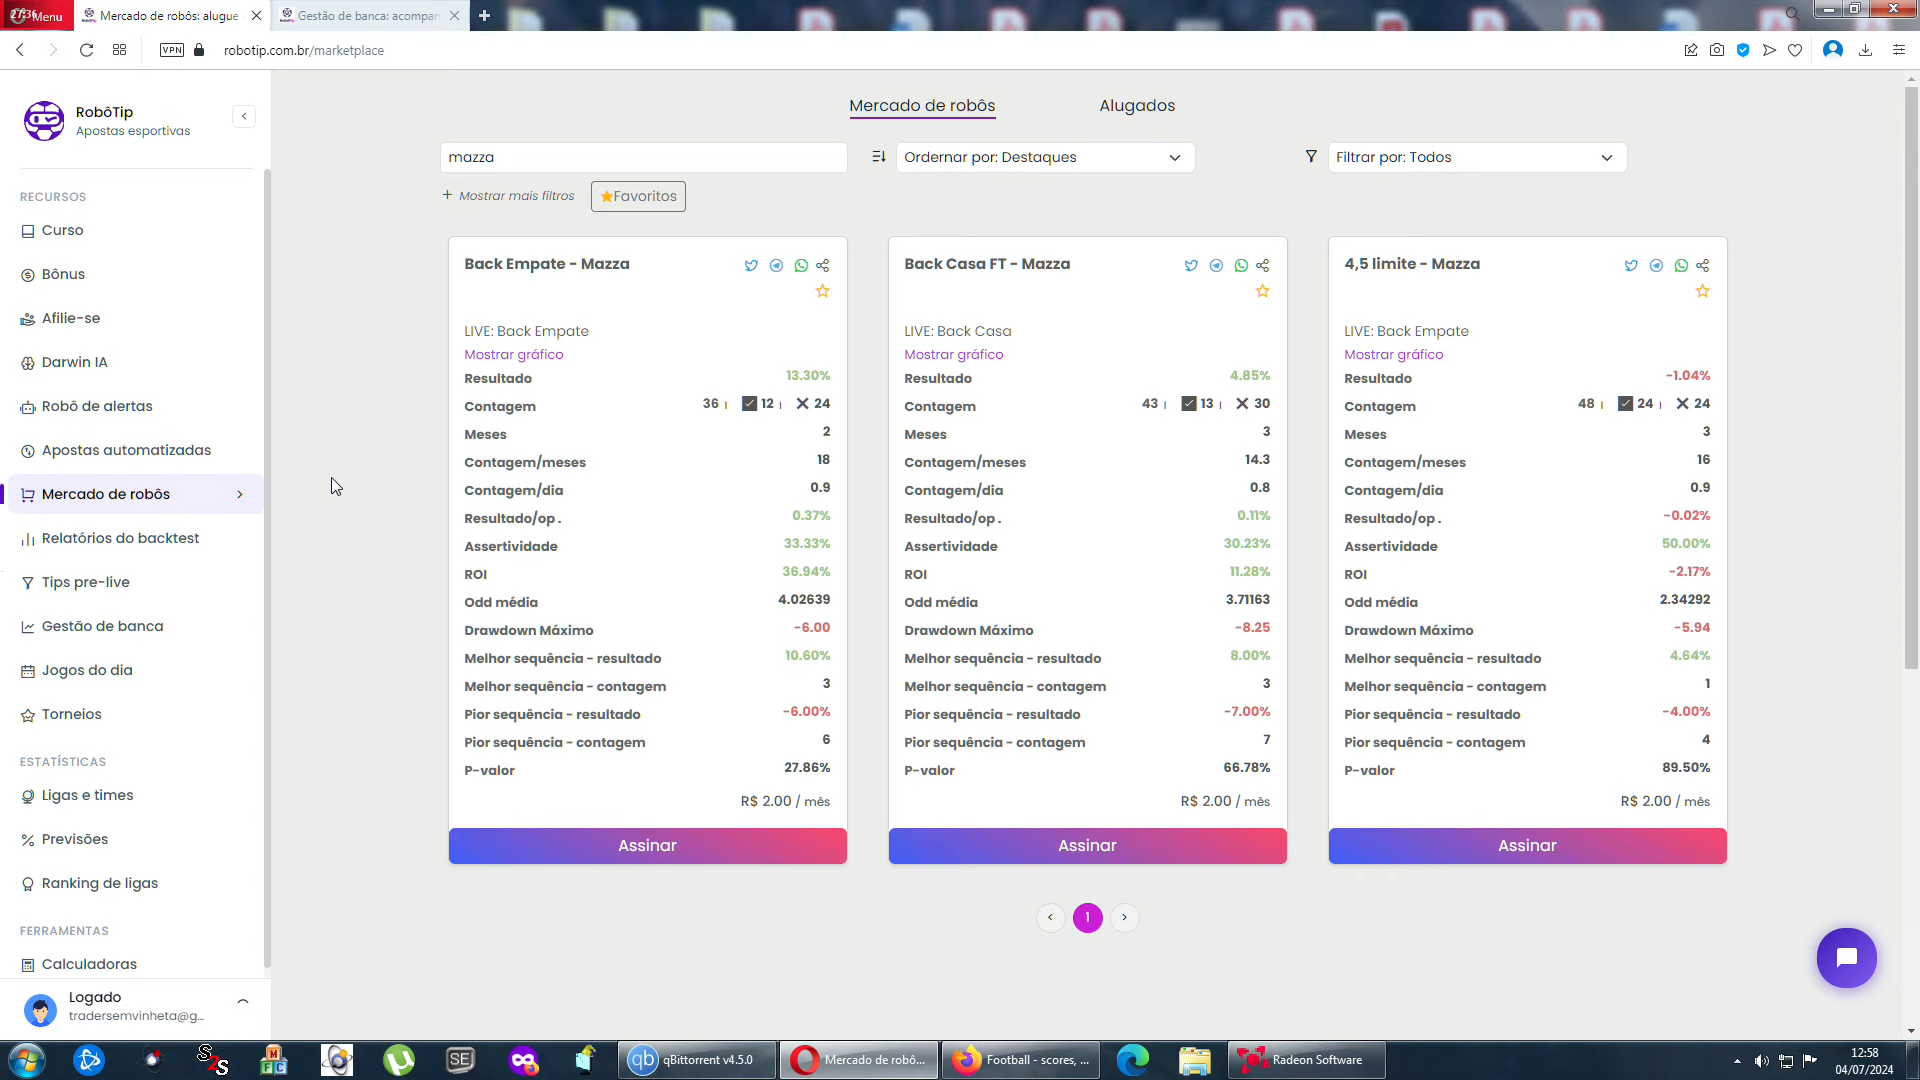 Menu
Mercado de robôs: alugue
Gestão de banca: acompan
VPN
robotip.com.br/marketplace
RobôTip
Apostas esportivas
RECURSOS
Curso
Bônus
Afilie-se
Darwin IA
Robô de alertas
Apostas automatizadas
Mercado de robôs
Relatórios do backtest
Tips pre-live
Gestão de banca
Jogos do dia
Torneios
ESTATÍSTICAS
Ligas e times
Previsões
Ranking de ligas
FERRAMENTAS
Calculadoras
Logado
tradersemvinheta@g...
Mercado de robôs
Alugados
mazza
Ordernar por: Destaques
Filtrar por: Todos
+ Mostrar mais filtros
Favoritos
Back Empate - Mazza
LIVE: Back Empate
Mostrar gráfico
Resultado 13.30%
Contagem 36 12 24
Meses 2
Contagem/meses 18
Contagem/dia 0.9
Resultado/op. 0.37%
Assertividade 33.33%
ROI 36.94%
Odd média 4.02639
Drawdown Máximo -6.00
Melhor sequência - resultado 10.60%
Melhor sequência - contagem 3
Pior sequência - resultado -6.00%
Pior sequência - contagem 6
P-valor 27.86%
R$ 2.00 / mês
Assinar
Back Casa FT - Mazza
LIVE: Back Casa
Mostrar gráfico
Resultado 4.85%
Contagem 43 13 30
Meses 3
Contagem/meses 14.3
Contagem/dia 0.8
Resultado/op. 0.11%
Assertividade 30.23%
ROI 11.28%
Odd média 3.71163
Drawdown Máximo -8.25
Melhor sequência - resultado 8.00%
Melhor sequência - contagem 3
Pior sequência - resultado -7.00%
Pior sequência - contagem 7
P-valor 66.78%
R$ 2.00 / mês
Assinar
4,5 limite - Mazza
LIVE: Back Empate
Mostrar gráfico
Resultado -1.04%
Contagem 48 24 24
Meses 3
Contagem/meses 16
Contagem/dia 0.9
Resultado/op. -0.02%
Assertividade 50.00%
ROI -2.17%
Odd média 2.34292
Drawdown Máximo -5.94
Melhor sequência - resultado 4.64%
Melhor sequência - contagem 1
Pior sequência - resultado -4.00%
Pior sequência - contagem 4
P-valor 89.50%
R$ 2.00 / mês
Assinar
1
S2S
MFC
SE
qb qBittorrent v4.5.0
Mercado de robô...
Football - scores, ...
Radeon Software
12:58
04/07/2024